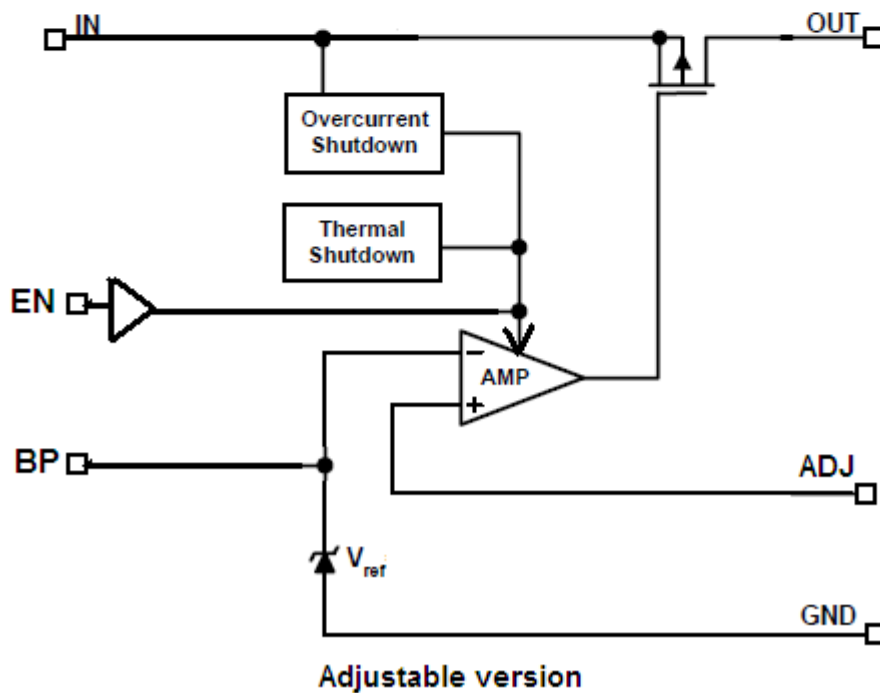 IN
OUT
Overcurrent
Shutdown
Thermal
Shutdown
EN
−
AMP
+
BP
ADJ
Vref
GND
Adjustable version